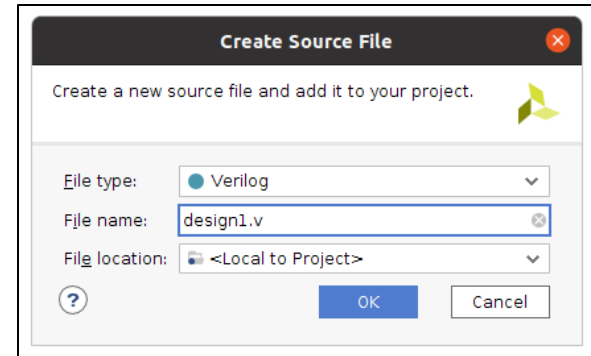 Create Source File
Create a new source file and add it to your project.
File type: Verilog
File name: design1.v
File location: <Local to Project>
? OK Cancel